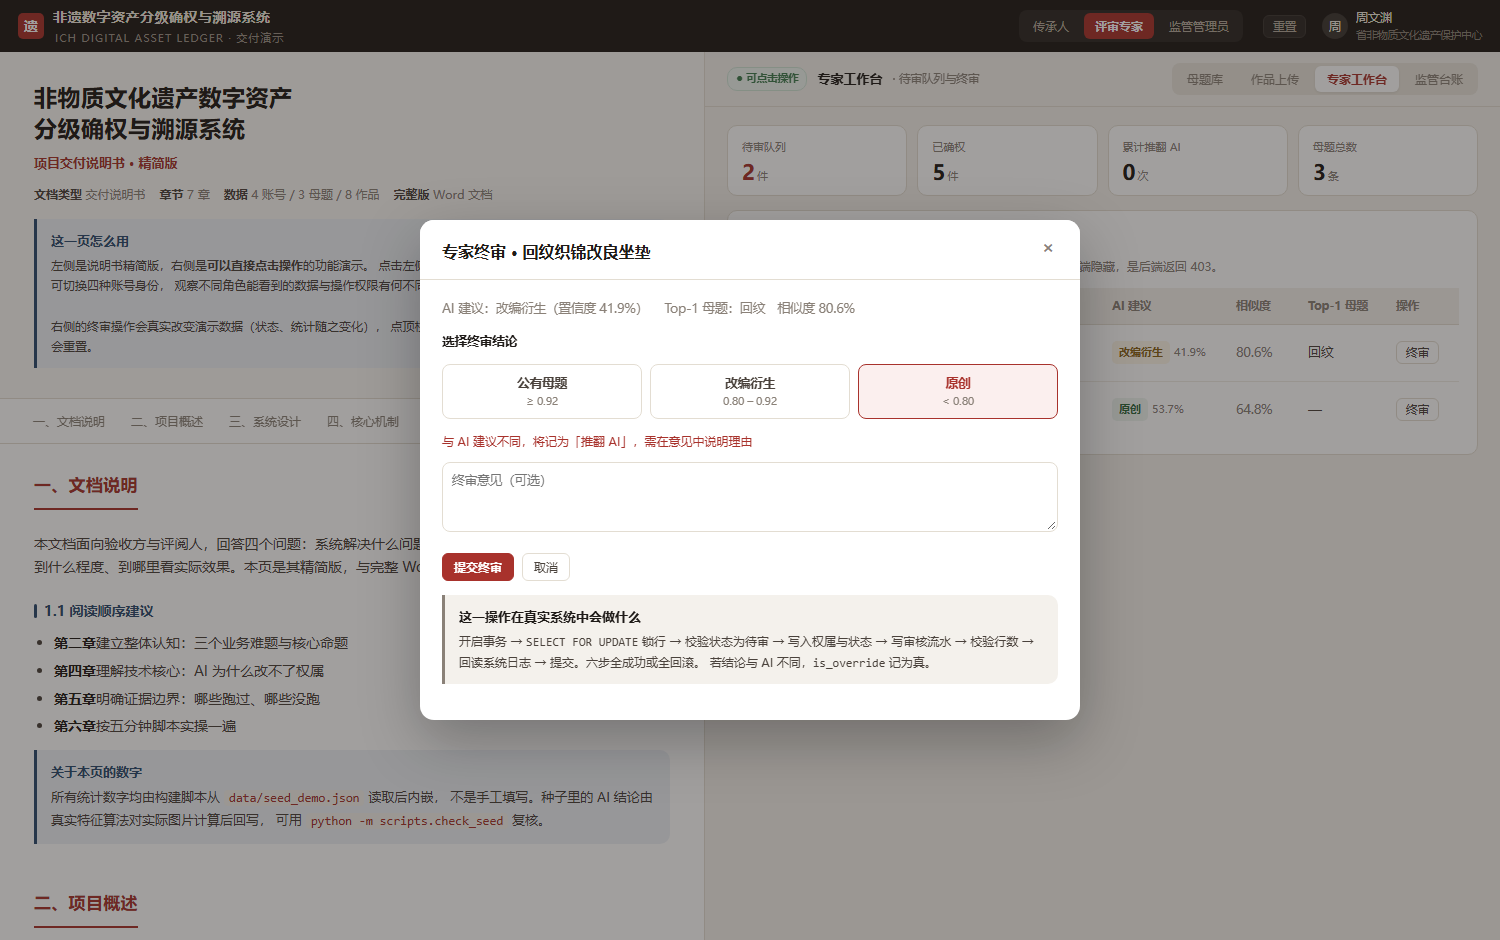 遗
非遗数字资产分级确权与溯源系统
ICH DIGITAL ASSET LEDGER · 交付演示
传承人
评审专家
监管管理员
重置
周
周文渊
省非物质文化遗产保护中心
非物质文化遗产数字资产
分级确权与溯源系统
项目交付说明书 • 精简版
文档类型 交付说明书 章节 7 章 数据 4 账号 / 3 母题 / 8 作品 完整版 Word 文档
这一页怎么用
左侧是说明书精简版，右侧是可以直接点击操作的功能演示。 点击左
可切换四种账号身份， 观察不同角色能看到的数据与操作权限有何不
右侧的终审操作会真实改变演示数据（状态、统计随之变化）， 点顶
会重置。
一、文档说明
二、项目概述
三、系统设计
四、核心机制
一、文档说明
本文档面向验收方与评阅人，回答四个问题：系统解决什么问
到什么程度、到哪里看实际效果。本页是其精简版，与完整 Wo
1.1 阅读顺序建议
第二章建立整体认知：三个业务难题与核心命题
第四章理解技术核心：AI 为什么改不了权属
第五章明确证据边界：哪些跑过、哪些没跑
第六章按五分钟脚本实操一遍
关于本页的数字
所有统计数字均由构建脚本从 data/seed_demo.json 读取后内嵌， 不是手工填写。种子里的 AI 结论由
真实特征算法对实际图片计算后回写， 可用 python -m scripts.check_seed 复核。
二、项目概述
可点击操作
专家工作台
· 待审队列与终审
母题库
作品上传
专家工作台
监管台账
待审队列
2 件
已确权
5 件
累计推翻 AI
0 次
母题总数
3 条
端隐藏，是后端返回 403。
AI 建议
相似度
Top-1 母题
操作
改编衍生 41.9%
80.6%
回纹
终审
原创 53.7%
64.8%
—
终审
专家终审 • 回纹织锦改良坐垫
×
AI 建议：改编衍生（置信度 41.9%） Top-1 母题：回纹 相似度 80.6%
选择终审结论
公有母题
≥ 0.92
改编衍生
0.80 – 0.92
原创
< 0.80
与 AI 建议不同，将记为「推翻 AI」，需在意见中说明理由
终审意见（可选）
提交终审
取消
这一操作在真实系统中会做什么
开启事务 → SELECT FOR UPDATE 锁行 → 校验状态为待审 → 写入权属与状态 → 写审核流水 → 校验行数 →
回读系统日志 → 提交。六步全成功或全回滚。 若结论与 AI 不同，is_override 记为真。